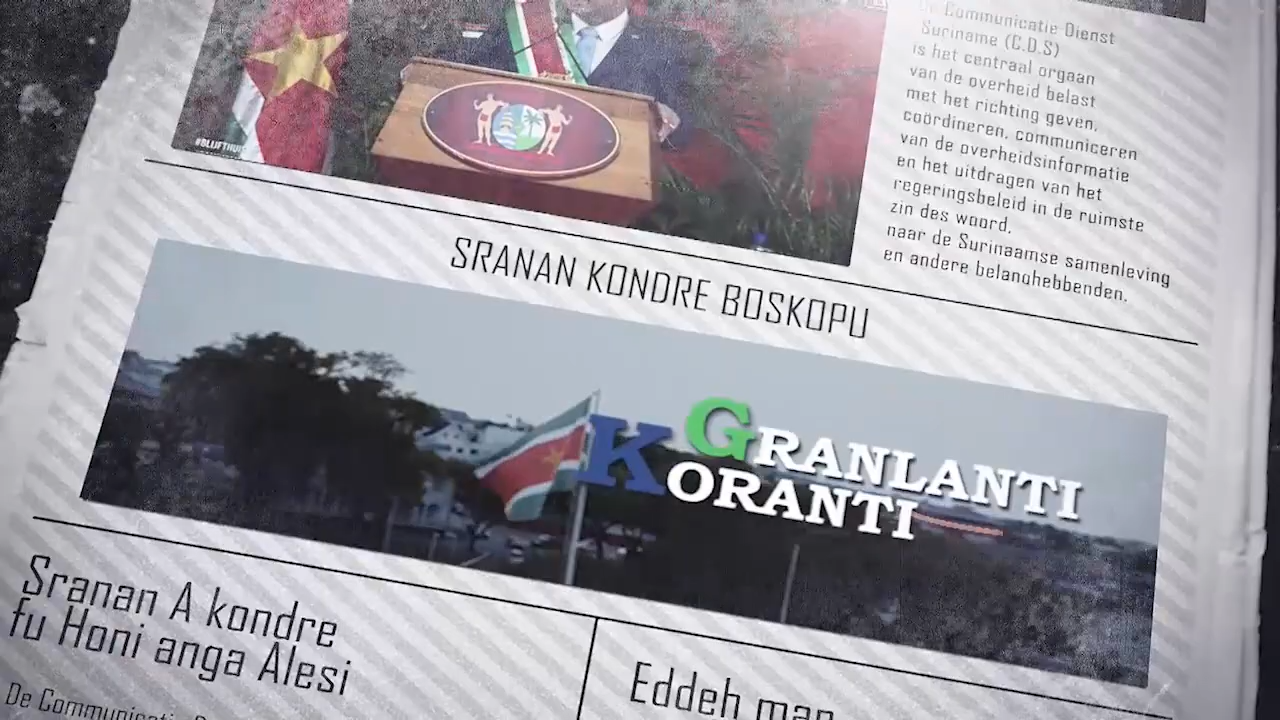 De Communicatie Dienst
Suriname (C.D.S)
is het centraal orgaan
van de overheid belast
met het richting geven,
coördineren, communiceren
van de overheidsinformatie
en het uitdragen van het
regeringsbeleid in de ruimste
zin des woord,
naar de Surinaamse samenleving
en andere belanghebbenden.
SRANAN KONDRE BOSKOPU
GRANLANTI
KORANTI
Sranan A kondre
fu Honi anga Alesi
Eddeh man